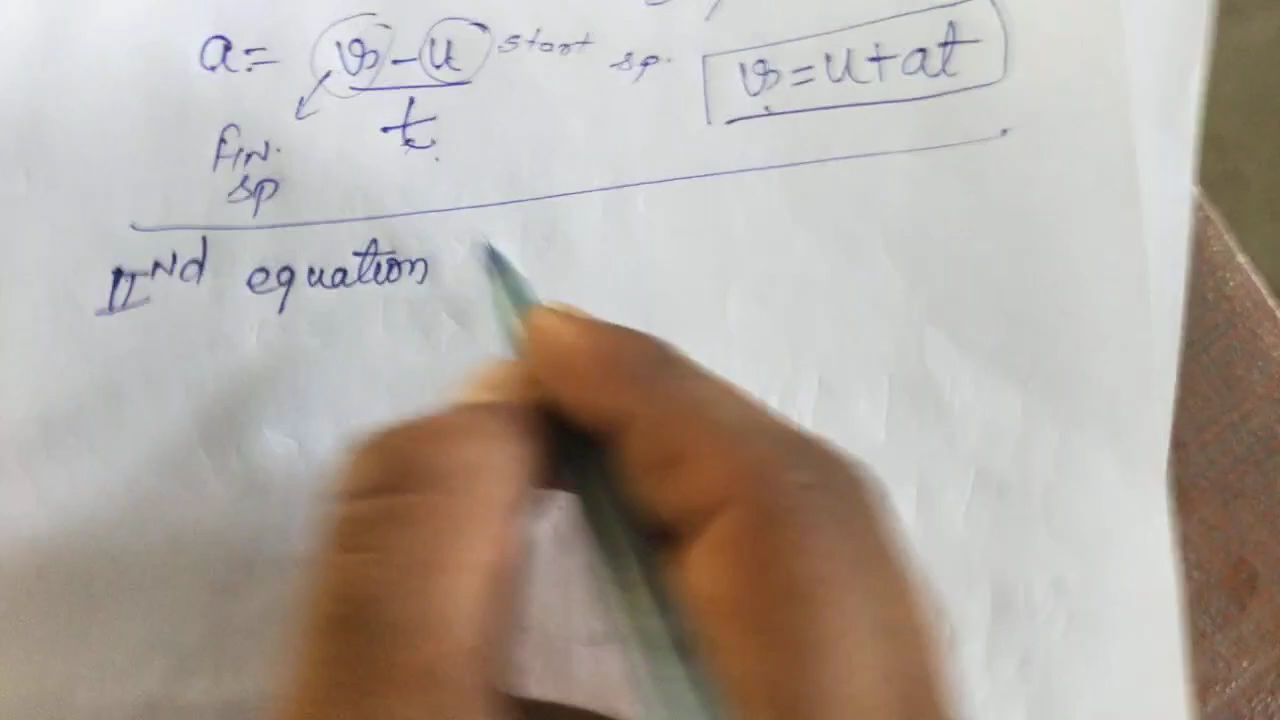 a = v - u start sp. v = u + at
t
fin.
sp
IInd equation